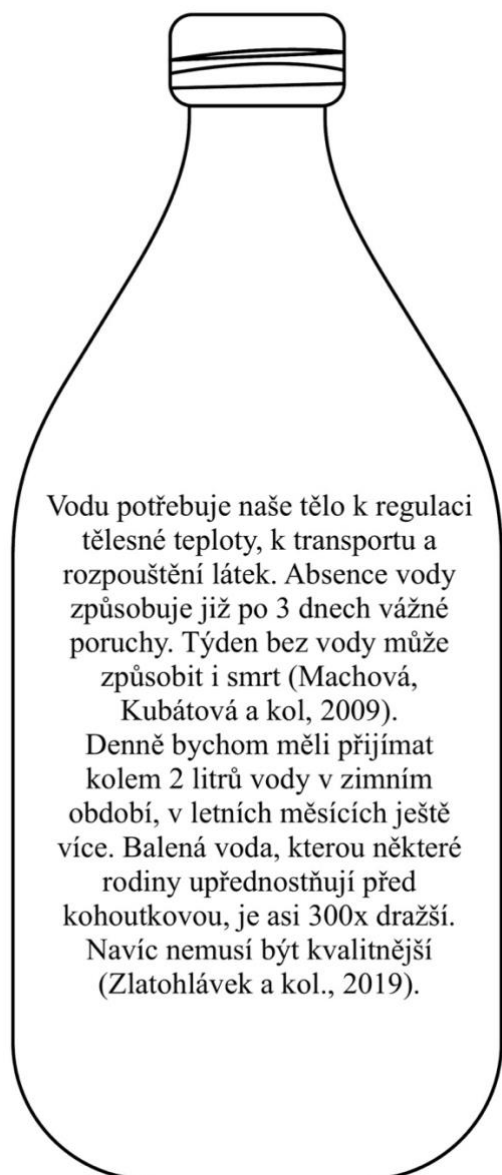 Vodu potřebuje naše tělo k regulaci
tělesné teploty, k transportu a
rozpouštění látek. Absence vody
způsobuje již po 3 dnech vážné
poruchy. Týden bez vody může
způsobit i smrt (Machová,
Kubátová a kol, 2009).
Denně bychom měli přijímat
kolem 2 litrů vody v zimním
období, v letních měsících ještě
více. Balená voda, kterou některé
rodiny upřednostňují před
kohoutkovou, je asi 300x dražší.
Navíc nemusí být kvalitnější
(Zlatohlávek a kol., 2019).